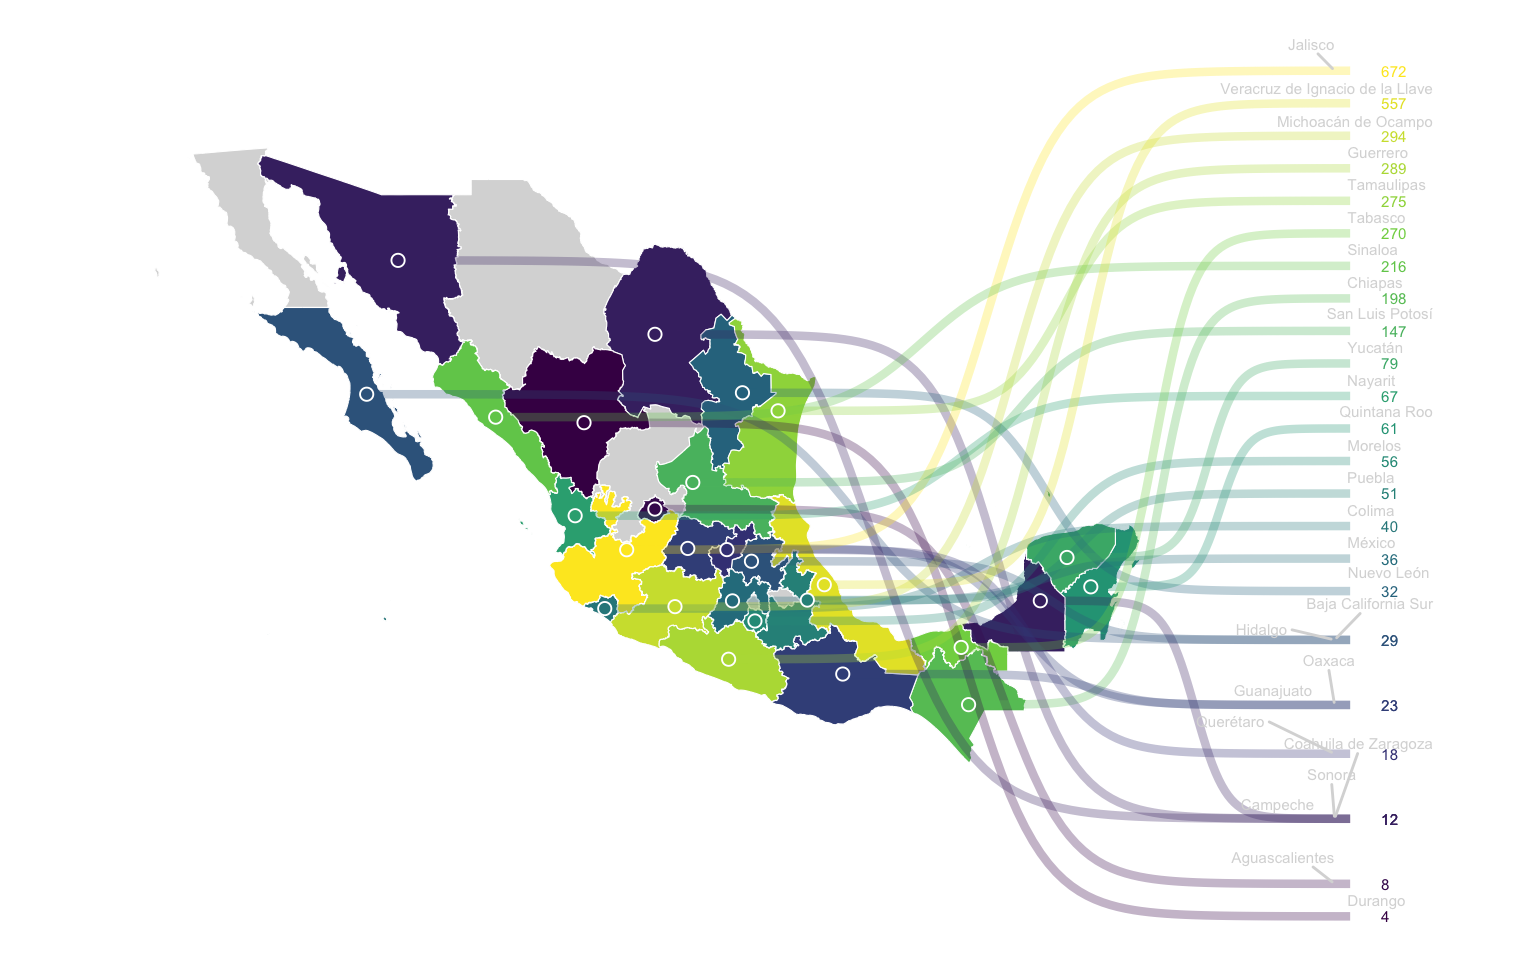 Jalisco
672
Veracruz de Ignacio de la Llave
557
Michoacán de Ocampo
294
Guerrero
289
Tamaulipas
275
Tabasco
270
Sinaloa
216
Chiapas
198
San Luis Potosí
147
Yucatán
79
Nayarit
67
Quintana Roo
61
Morelos
56
Puebla
51
Colima
40
México
36
Nuevo León
32
Baja California Sur
Hidalgo
29
Oaxaca
Guanajuato
23
Querétaro
Coahuila de Zaragoza
18
Sonora
Campeche
12
Aguascalientes
8
Durango
4